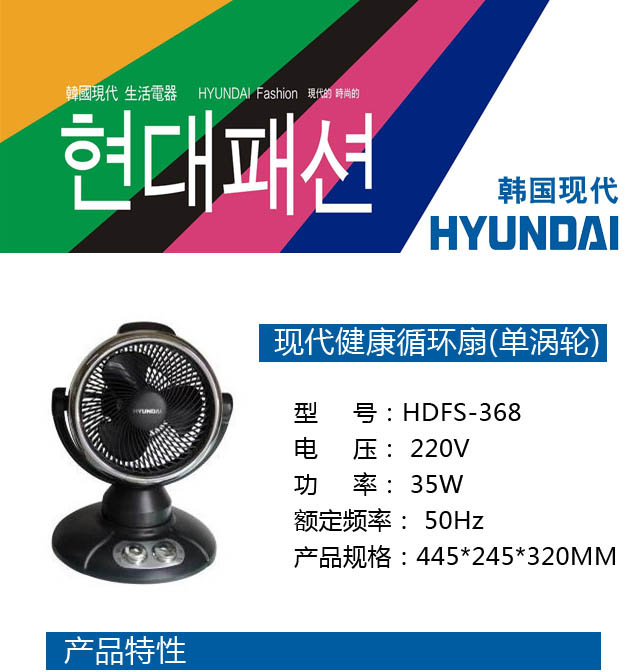 韓國現代 生活電器 HYUNDAI Fashion 現代的 時尚的
현대패션
韩国现代
HYUNDAI
HYUNDAI
现代健康循环扇(单涡轮)
型 号：HDFS-368
电 压： 220V
功 率： 35W
额定频率： 50Hz
产品规格：445*245*320MM
产品特性